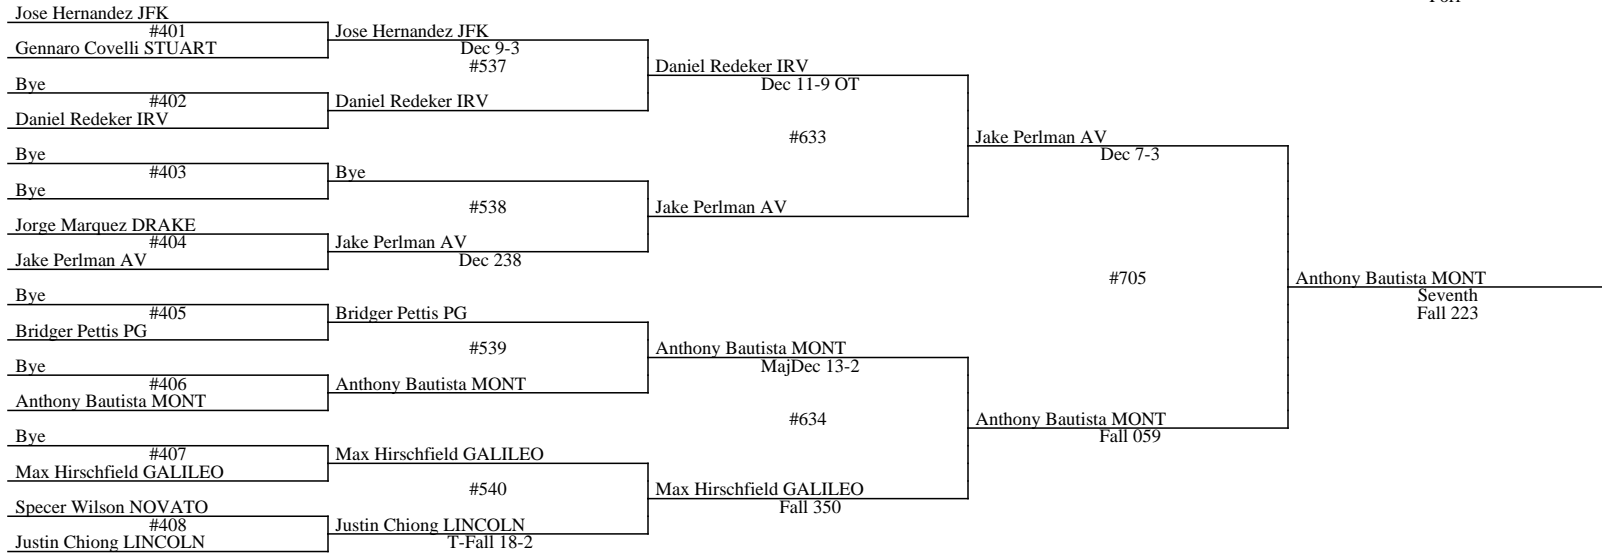 Jose Hernandez JFK
#401
Gennaro Covelli STUART
Bye
#402
Daniel Redeker IRV
Bye
#403
Bye
Jorge Marquez DRAKE
#404
Jake Perlman AV
Bye
#405
Bridger Pettis PG
Bye
#406
Anthony Bautista MONT
Bye
#407
Max Hirschfield GALILEO
Specer Wilson NOVATO
#408
Justin Chiong LINCOLN
Jose Hernandez JFK
Dec 9-3
#537
Daniel Redeker IRV
Bye
#538
Jake Perlman AV
Dec 238
Bridger Pettis PG
#539
Anthony Bautista MONT
Max Hirschfield GALILEO
#540
Justin Chiong LINCOLN
T-Fall 18-2
Daniel Redeker IRV
Dec 11-9 OT
#633
Jake Perlman AV
Anthony Bautista MONT
MajDec 13-2
#634
Max Hirschfield GALILEO
Fall 350
Jake Perlman AV
Dec 7-3
#705
Anthony Bautista MONT
Fall 059
Anthony Bautista MONT
Seventh
Fall 223